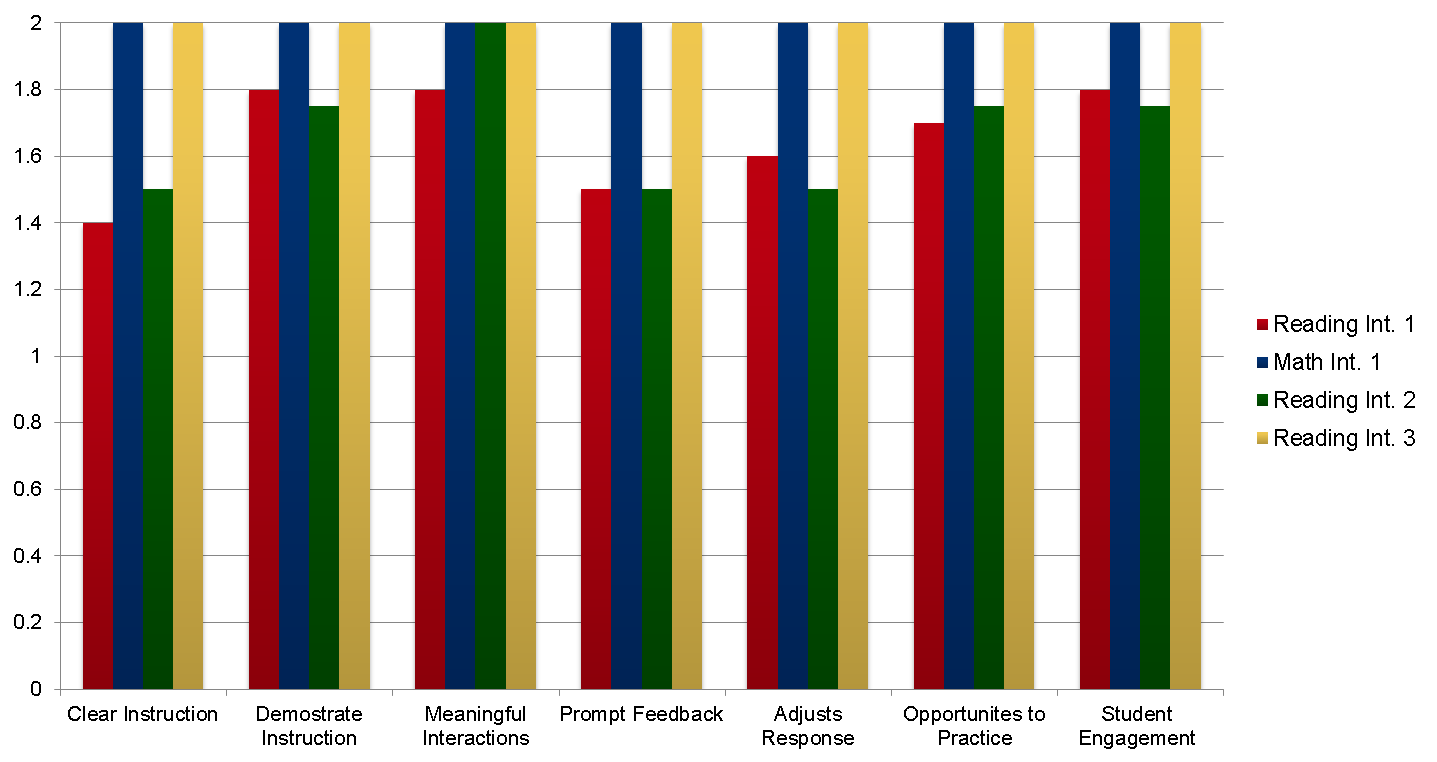 2
1.8
1.6
1.4
1.2
1
0.8
0.6
0.4
0.2
0
Clear Instruction
Demostrate
Instruction
Meaningful
Interactions
Prompt Feedback
Adjusts
Response
Opportunites to
Practice
Student
Engagement
Reading Int. 1
Math Int. 1
Reading Int. 2
Reading Int. 3